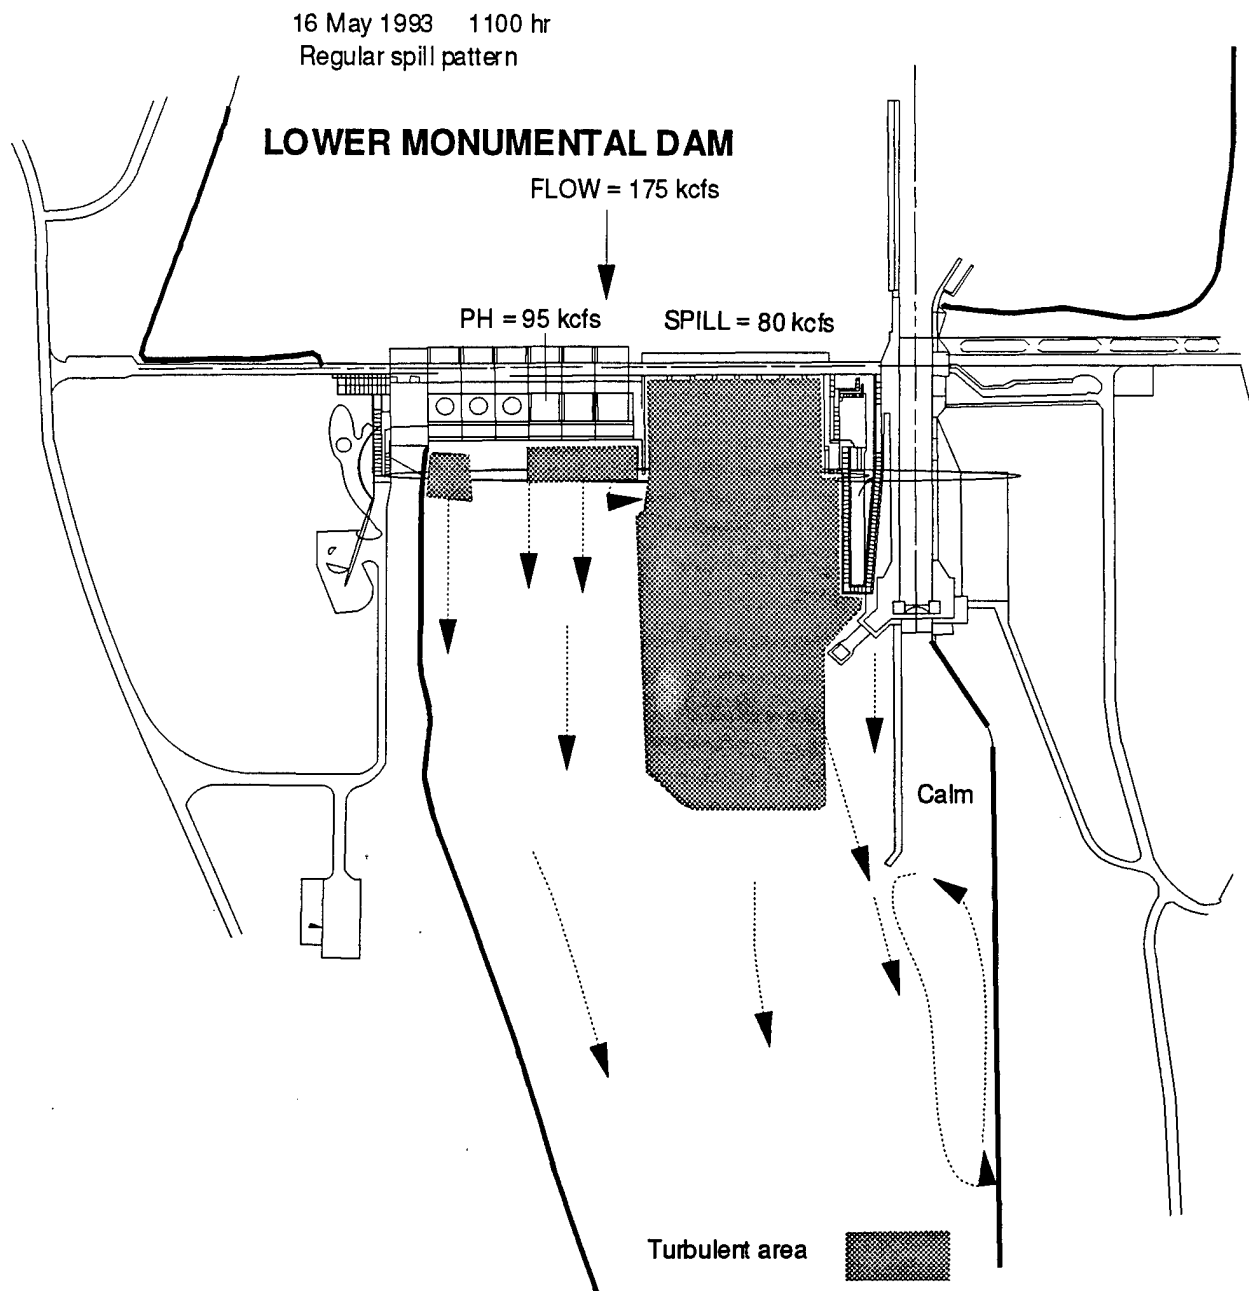 16 May 1993 1100 hr
Regular spill pattern
LOWER MONUMENTAL DAM
FLOW = 175 kcfs
PH = 95 kcfs SPILL = 80 kcfs
Calm
Turbulent area